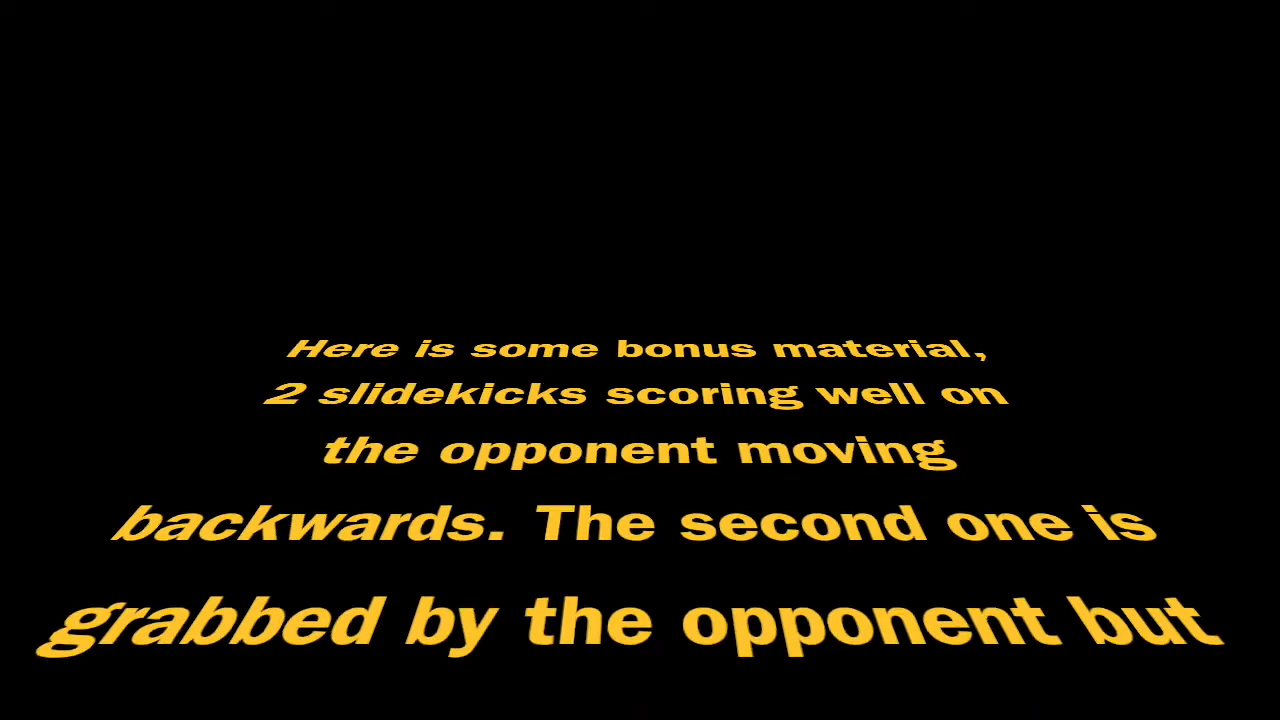 Here is some bonus material,
2 slidekicks scoring well on
the opponent moving
backwards. The second one is
grabbed by the opponent but